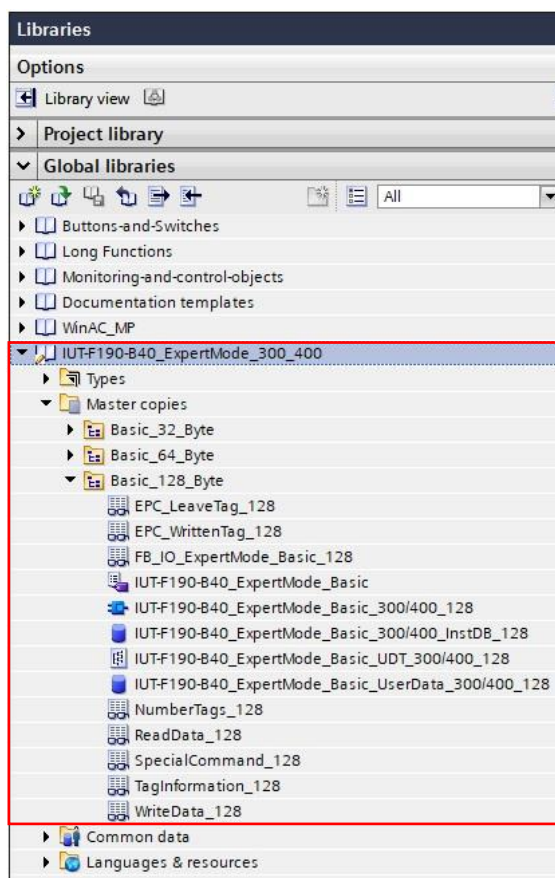 Libraries
Options
Library view
Project library
Global libraries
All
Buttons-and-Switches
Long Functions
Monitoring-and-control-objects
Documentation templates
WinAC_MP
IUT-F190-B40_ExpertMode_300_400
Types
Master copies
Basic_32_Byte
Basic_64_Byte
Basic_128_Byte
EPC_LeaveTag_128
EPC_WrittenTag_128
FB_IO_ExpertMode_Basic_128
IUT-F190-B40_ExpertMode_Basic
IUT-F190-B40_ExpertMode_Basic_300/400_128
IUT-F190-B40_ExpertMode_Basic_300/400_InstDB_128
IUT-F190-B40_ExpertMode_Basic_UDT_300/400_128
IUT-F190-B40_ExpertMode_Basic_UserData_300/400_128
NumberTags_128
ReadData_128
SpecialCommand_128
TagInformation_128
WriteData_128
Common data
Languages & resources